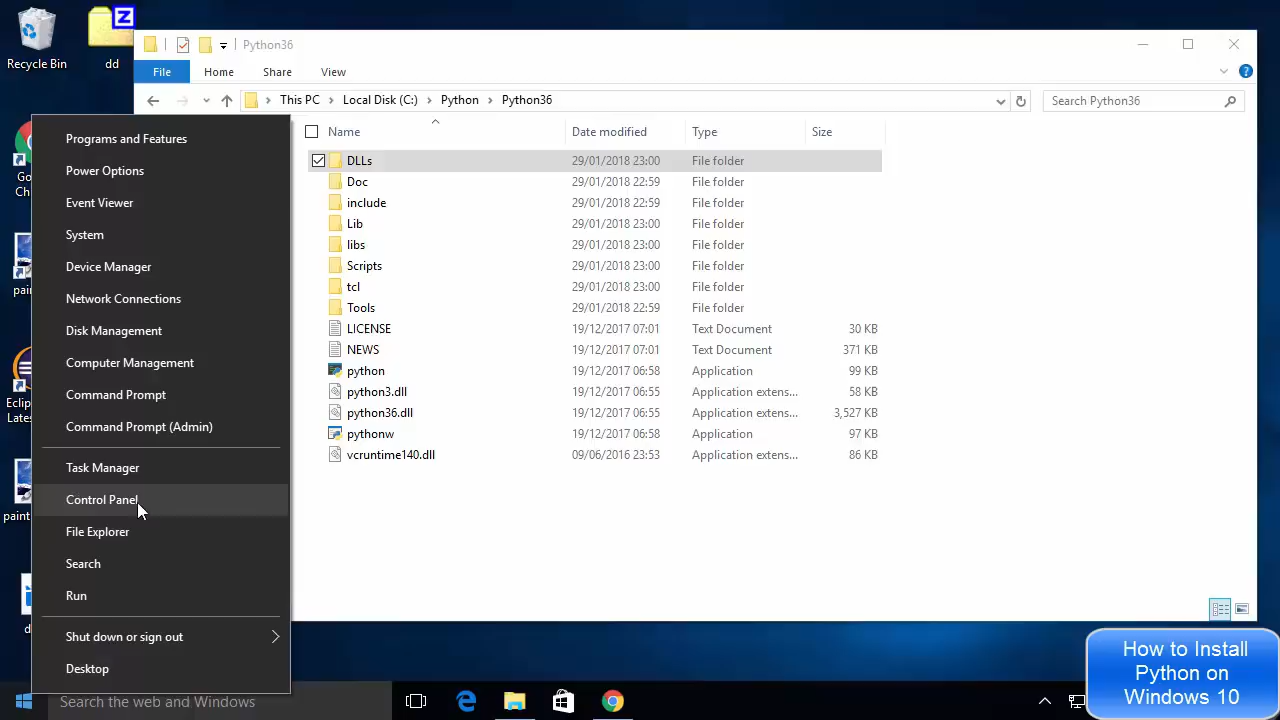 Recycle Bin
Z
dd
Python36
File
Home
Share
View
?
This PC > Local Disk (C:) > Python > Python36
Search Python36
Name
Date modified
Type
Size
DLLs 29/01/2018 23:00 File folder
Doc 29/01/2018 22:59 File folder
include 29/01/2018 22:59 File folder
Lib 29/01/2018 23:00 File folder
libs 29/01/2018 23:00 File folder
Scripts 29/01/2018 23:00 File folder
tcl 29/01/2018 23:00 File folder
Tools 29/01/2018 22:59 File folder
LICENSE 19/12/2017 07:01 Text Document 30 KB
NEWS 19/12/2017 07:01 Text Document 371 KB
python 19/12/2017 06:58 Application 99 KB
python3.dll 19/12/2017 06:55 Application extens... 58 KB
python36.dll 19/12/2017 06:55 Application extens... 3,527 KB
pythonw 19/12/2017 06:58 Application 97 KB
vcruntime140.dll 09/06/2016 23:53 Application extens... 86 KB
Go
Ch
pain
Eclip
Lates
paint
d
Programs and Features
Power Options
Event Viewer
System
Device Manager
Network Connections
Disk Management
Computer Management
Command Prompt
Command Prompt (Admin)
Task Manager
Control Panel
File Explorer
Search
Run
Shut down or sign out
Desktop
Search the web and Windows
How to Install
Python on
Windows 10